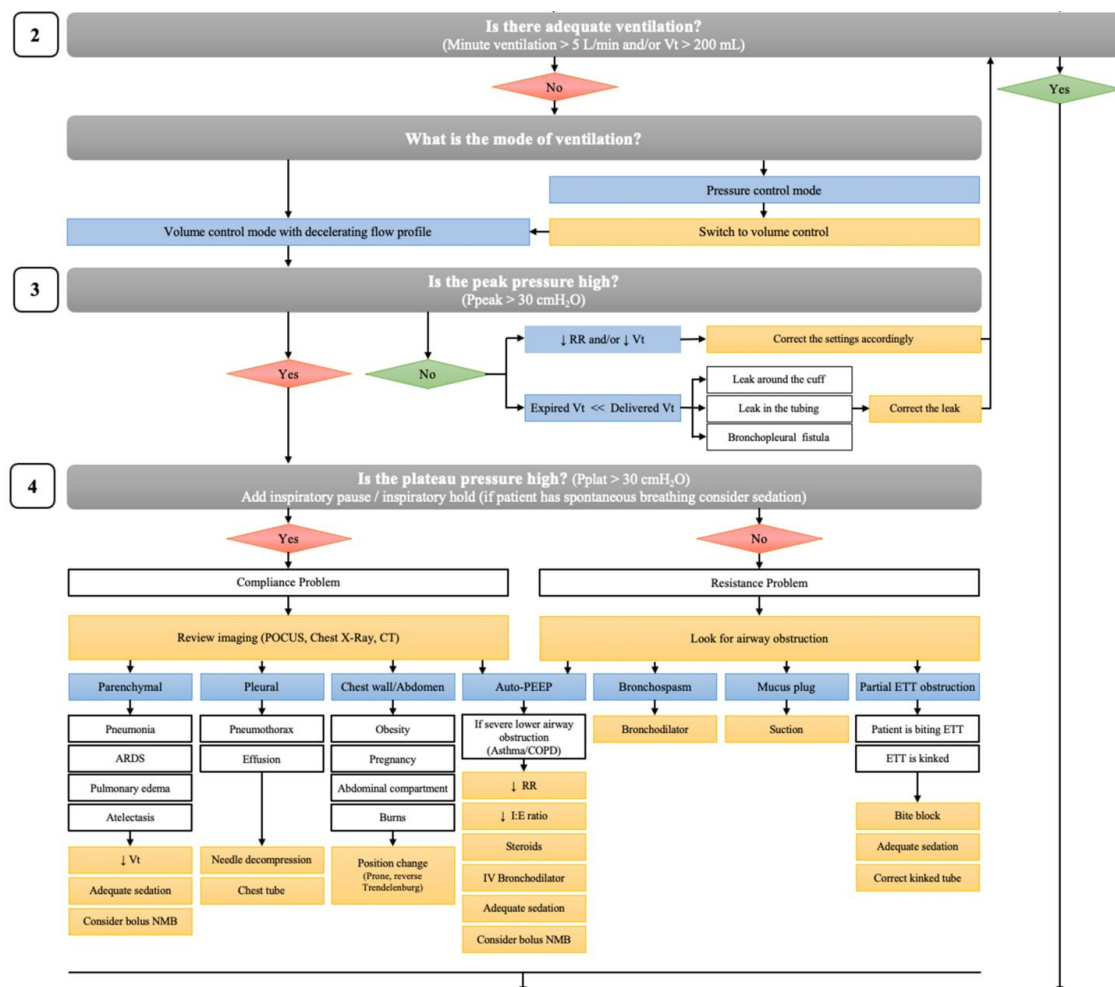 2
Is there adequate ventilation?
(Minute ventilation > 5 L/min and/or Vt > 200 mL)
No
Yes
What is the mode of ventilation?
Pressure control mode
Volume control mode with decelerating flow profile
Switch to volume control
3
Is the peak pressure high?
(Ppeak > 30 cmH₂O)
Yes
No
↓ RR and/or ↓ Vt
Correct the settings accordingly
Expired Vt << Delivered Vt
Leak around the cuff
Leak in the tubing
Bronchopleural fistula
Correct the leak
4
Is the plateau pressure high? (Pplat > 30 cmH₂O)
Add inspiratory pause / inspiratory hold (if patient has spontaneous breathing consider sedation)
Yes
No
Compliance Problem
Resistance Problem
Review imaging (POCUS, Chest X-Ray, CT)
Look for airway obstruction
Parenchymal
Pneumonia
ARDS
Pulmonary edema
Atelectasis
↓ Vt
Adequate sedation
Consider bolus NMB
Pleural
Pneumothorax
Effusion
Needle decompression
Chest tube
Chest wall/Abdomen
Obesity
Pregnancy
Abdominal compartment
Burns
Position change
(Prone, reverse
Trendelenburg)
Auto-PEEP
If severe lower airway
obstruction
(Asthma/COPD)
↓ RR
↓ I:E ratio
Steroids
IV Bronchodilator
Adequate sedation
Consider bolus NMB
Bronchospasm
Bronchodilator
Mucus plug
Suction
Partial ETT obstruction
Patient is biting ETT
ETT is kinked
Bite block
Adequate sedation
Correct kinked tube